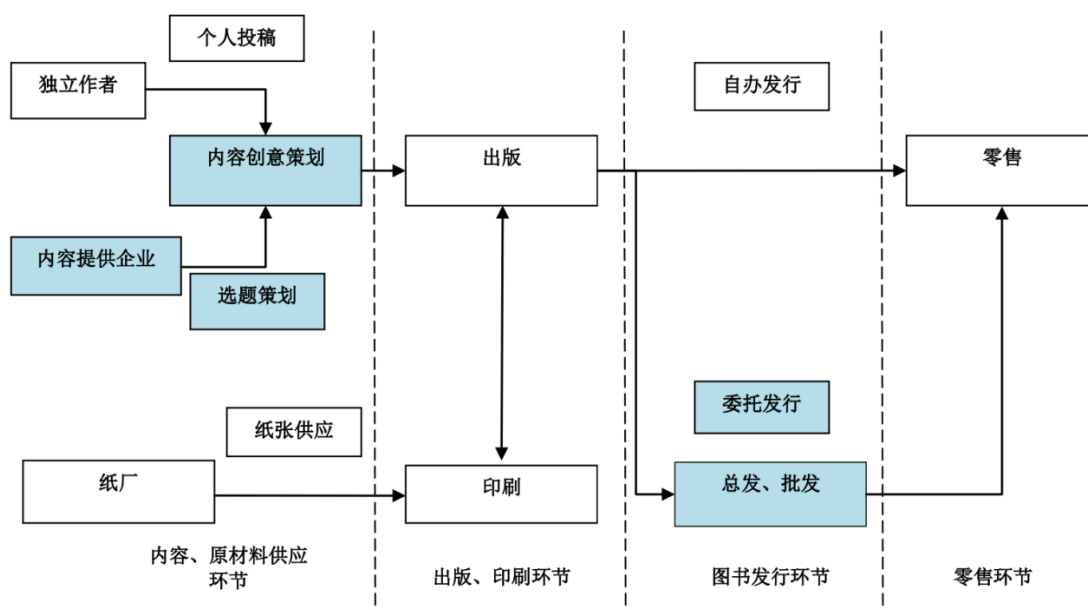 个人投稿
独立作者
自办发行
内容创意策划
出版
零售
内容提供企业
选题策划
委托发行
纸张供应
纸厂
印刷
总发、批发
内容、原材料供应
环节
出版、印刷环节
图书发行环节
零售环节